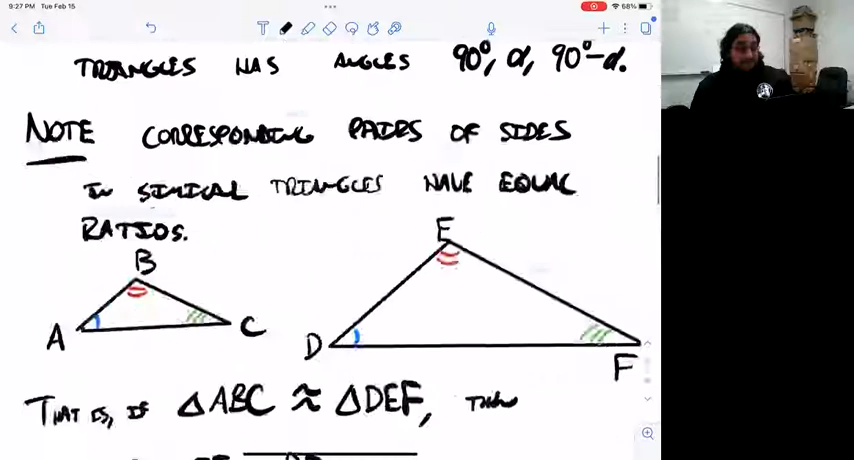 9:27 PM Tue Feb 15
68%
TRIANGLES HAS ANGLES 90°, α, 90°-α.
NOTE CORRESPONDING PAIRS OF SIDES
IN SIMILAR TRIANGLES HAVE EQUAL
RATIOS.
B
E
A
C
D
F
THAT IS, IF △ABC ≈ △DEF, THEN